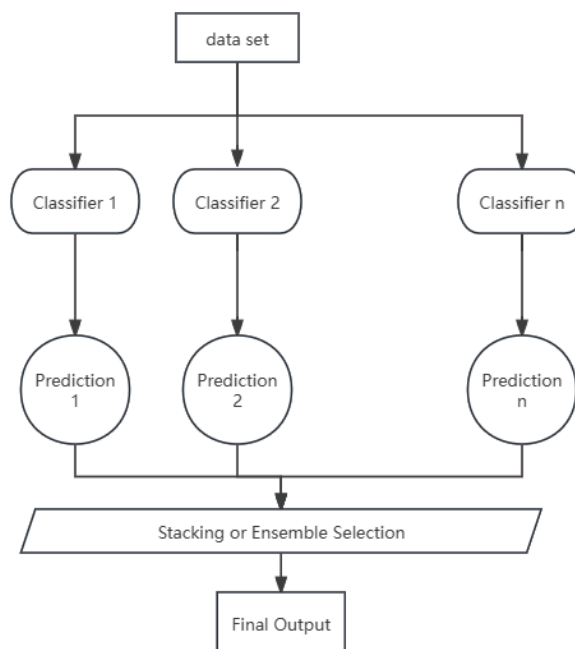 data set
Classifier 1
Classifier 2
Classifier n
Prediction
1
Prediction
2
Prediction
n
Stacking or Ensemble Selection
Final Output